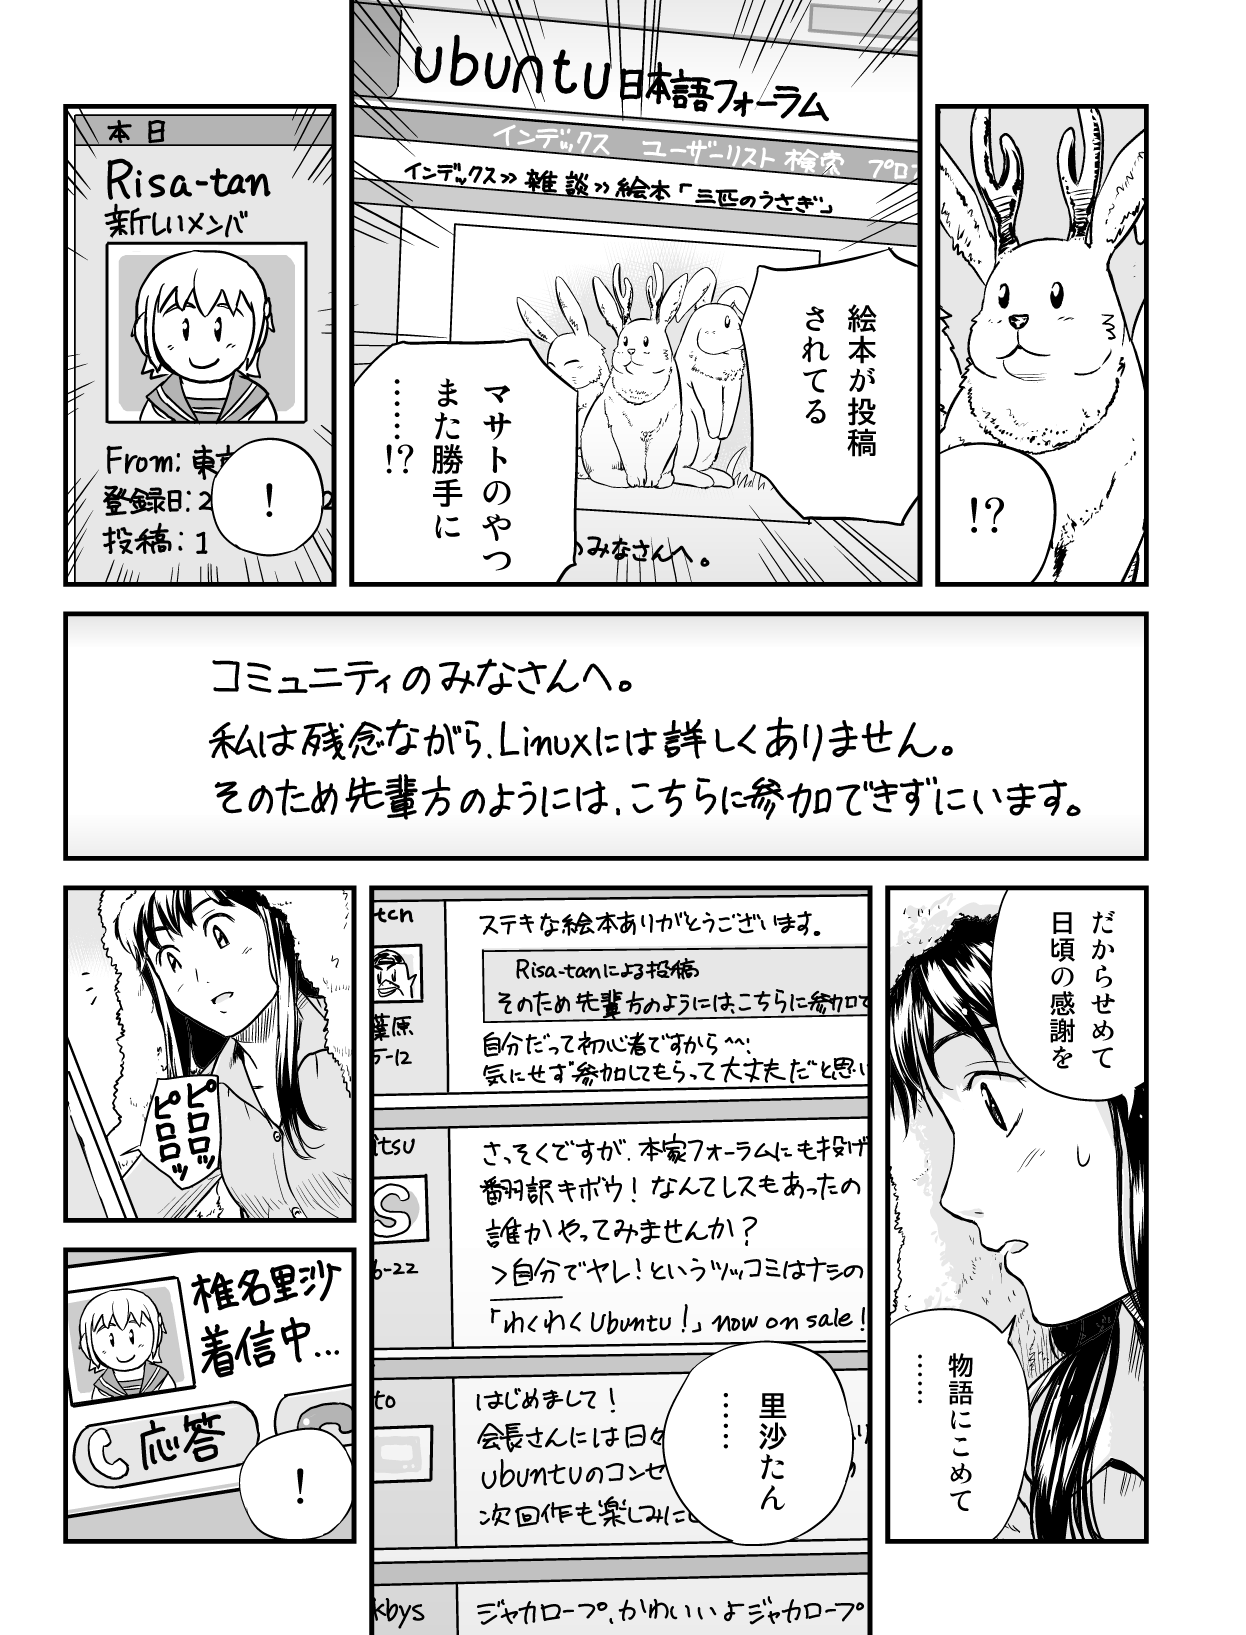 !?
ubuntu日本語フォーラム
インデックス ユーザーリスト 検索 プロフ
インデックス»雑談»絵本「三匹のうさぎ」
絵本が投稿
されてる
マサトのやつ
また勝手に
……!?
のみなさんへ。
本日
Risa-tan
新しいメンバ
From: 東京
登録日: 2
投稿: 1
!
コミュニティのみなさんへ。
私は残念ながら、Linuxには詳しくありません。
そのため先輩方のようには、こちらに参加できずにいます。
だからせめて
日頃の感謝を
物語にこめて
……
tch
葉原
5-12
ステキな絵本ありがとうございます。
Risa-tanによる投稿
そのため先輩方のようには、こちらに参加で
自分だって初心者ですから^^;
気にせず参加してもらって大丈夫だと思い
itsu
S
6-22
さっそくですが、本家フォーラムにも投げ
翻訳キボウ！なんてレスもあったの
誰かやってみませんか？
>自分でヤレ！というツッコミはナシの
「わくわくUbuntu！」now on sale！
to
はじめまして！
会長さんには日々
ubuntuのコンセ
次回作も楽しみにし
里沙たん
……
kbys
ジャカロープ、かわいいよジャカロープ
ピロロッ
ピロロッ
椎名里沙
着信中...
応答
!